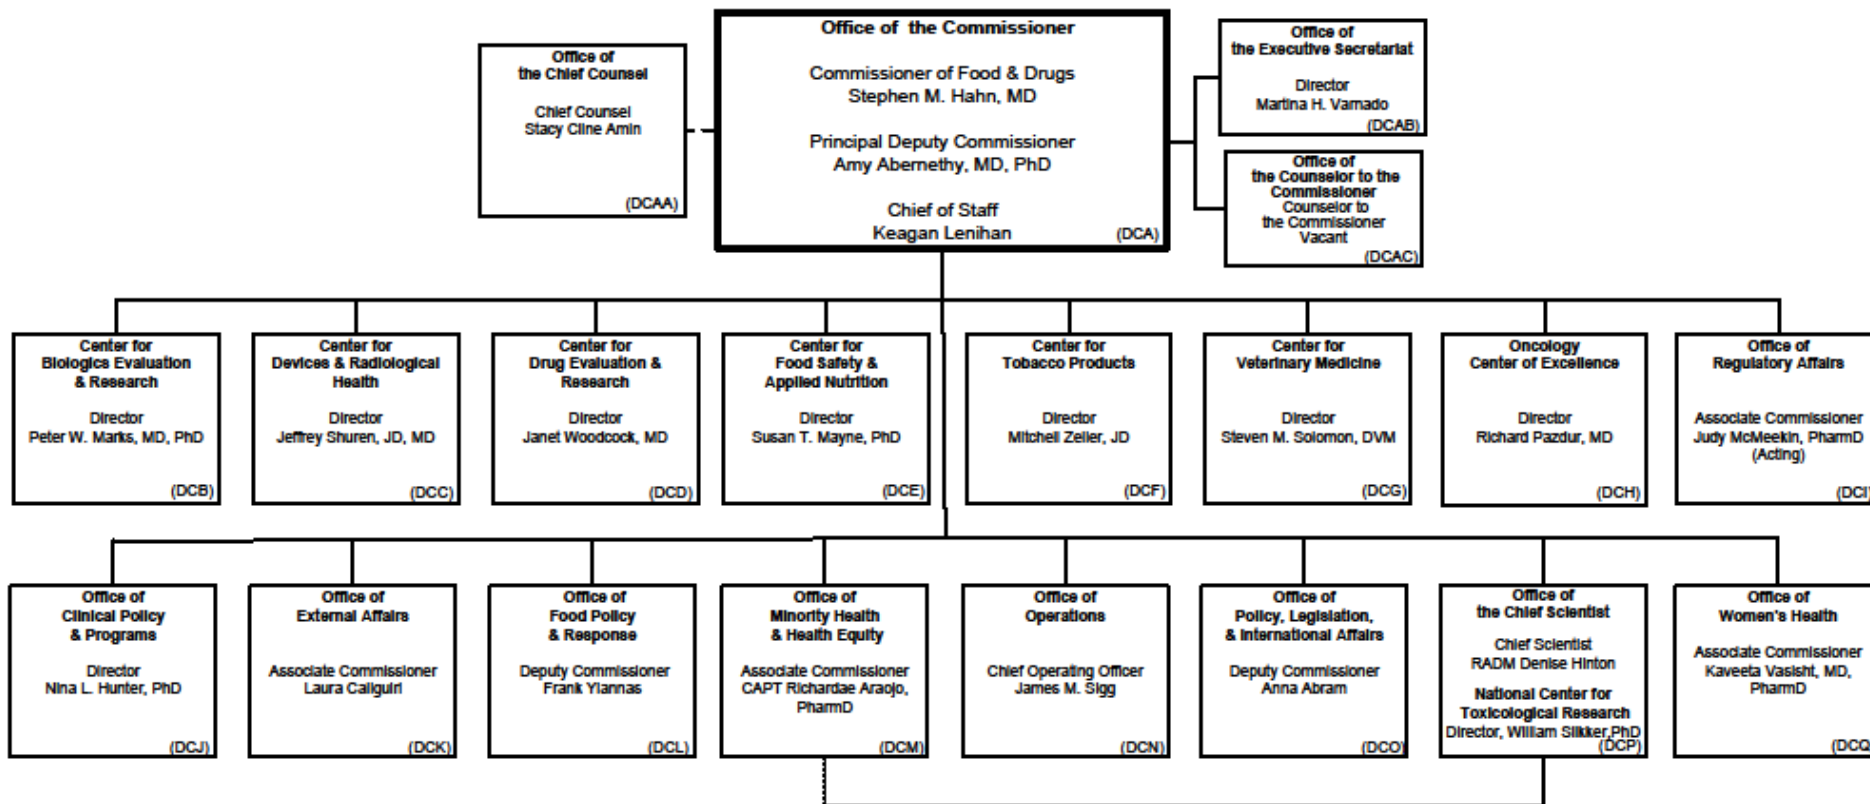 Office of the Commissioner
Commissioner of Food & Drugs
Stephen M. Hahn, MD
Principal Deputy Commissioner
Amy Abernethy, MD, PhD
Chief of Staff
Keagan Lenihan
(DCA)
Office of
the Chief Counsel
Chief Counsel
Stacy Cline Amin
(DCAA)
Office of
the Executive Secretariat
Director
Martina H. Varnado
(DCAB)
Office of
the Counselor to the
Commissioner
Counselor to
the Commissioner
Vacant
(DCAC)
Center for
Biologics Evaluation
& Research
Director
Peter W. Marks, MD, PhD
(DCB)
Center for
Devices & Radiological
Health
Director
Jeffrey Shuren, JD, MD
(DCC)
Center for
Drug Evaluation &
Research
Director
Janet Woodcock, MD
(DCD)
Center for
Food Safety &
Applied Nutrition
Director
Susan T. Mayne, PhD
(DCE)
Center for
Tobacco Products
Director
Mitchell Zeller, JD
(DCF)
Center for
Veterinary Medicine
Director
Steven M. Solomon, DVM
(DCG)
Oncology
Center of Excellence
Director
Richard Pazdur, MD
(DCH)
Office of
Regulatory Affairs
Associate Commissioner
Judy McMeekin, PharmD
(Acting)
(DCI)
Office of
Clinical Policy
& Programs
Director
Nina L. Hunter, PhD
(DCJ)
Office of
External Affairs
Associate Commissioner
Laura Caliguiri
(DCK)
Office of
Food Policy
& Response
Deputy Commissioner
Frank Yiannas
(DCL)
Office of
Minority Health
& Health Equity
Associate Commissioner
CAPT Richardae Araojo,
PharmD
(DCM)
Office of
Operations
Chief Operating Officer
James M. Sigg
(DCN)
Office of
Policy, Legislation,
& International Affairs
Deputy Commissioner
Anna Abram
(DCO)
Office of
the Chief Scientist
Chief Scientist
RADM Denise Hinton
National Center for
Toxicological Research
Director, William Slikker,PhD
(DCP)
Office of
Women's Health
Associate Commissioner
Kaveeta Vasisht, MD,
PharmD
(DCQ